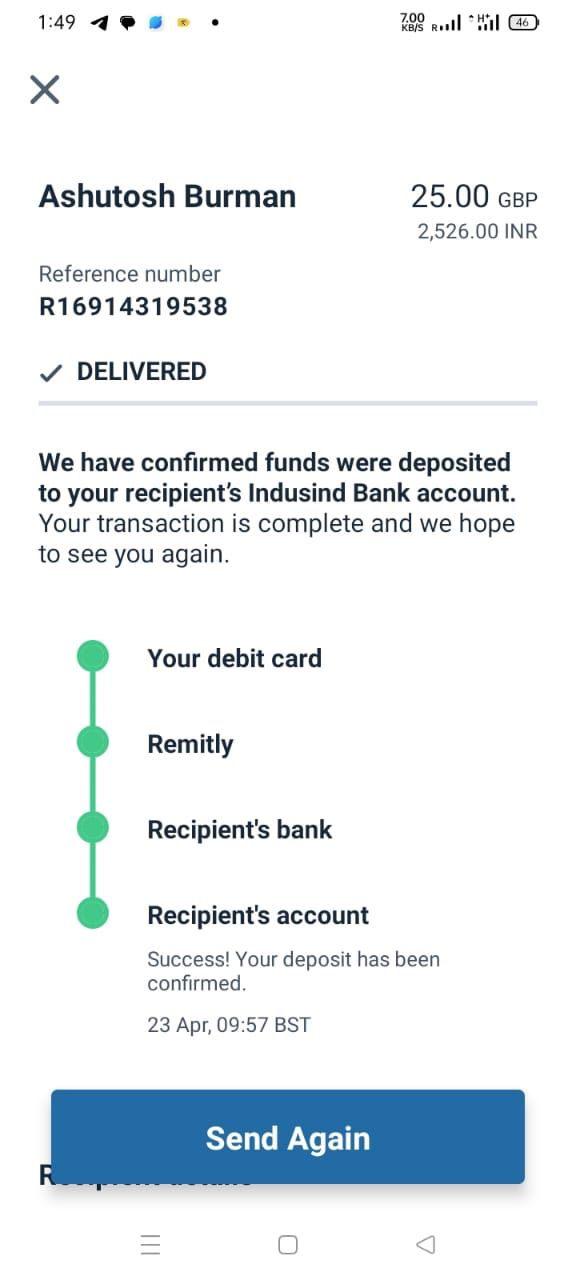 1:49
7.00
KB/S
R
H+
46
Ashutosh Burman
25.00 GBP
2,526.00 INR
Reference number
R16914319538
DELIVERED
We have confirmed funds were deposited
to your recipient's Indusind Bank account.
Your transaction is complete and we hope
to see you again.
Your debit card
Remitly
Recipient's bank
Recipient's account
Success! Your deposit has been
confirmed.
23 Apr, 09:57 BST
Send Again